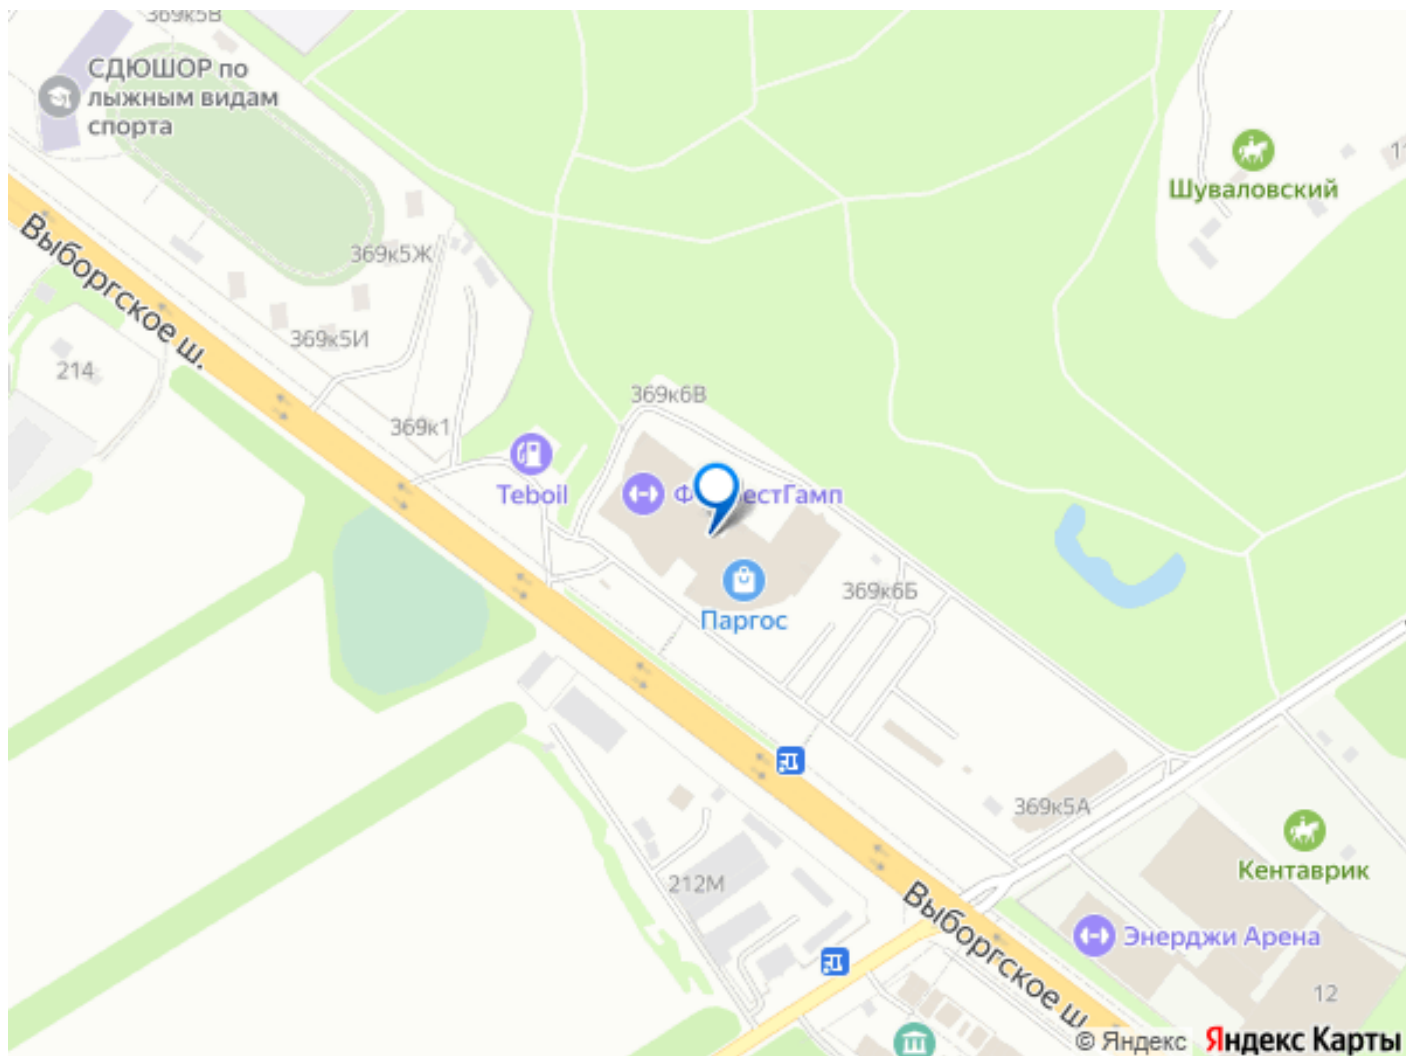 369к5В
СДЮШОР по
лыжным видам
спорта
Шуваловский
Выборгское ш.
369к5Ж
369к5И
214
369к6В
369к1
Teboil
369к6Б
Паргос
369к5А
Кентаврик
212М
Выборгское ш.
Энерджи Арена
12
© Яндекс
Яндекс Карты